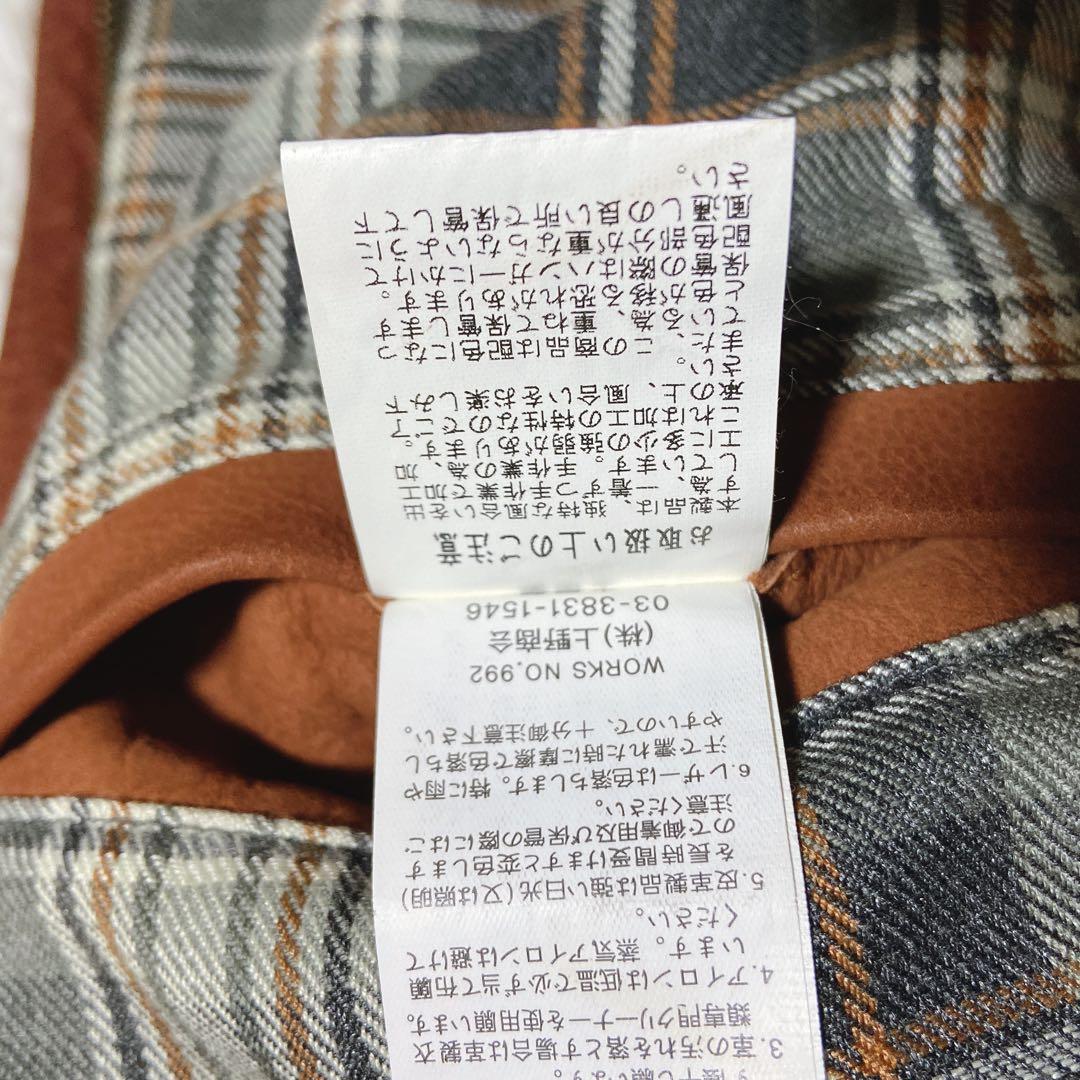 干し願います。
3. 革の汚れを落とす場合は革製衣
類専門クリーナーを使用願います。
4. アイロンは低温で必ず当て布願
います。蒸気アイロンは避けて
ください。
5. 皮革製品は強い日光(又は照明)
を長時間受けますと変色します
ので御着用及び保管の際にはご
注意ください。
6. レザーは色落ちします。特に雨や
汗で濡れた時に摩擦で色落ちし
やすいので、十分御注意下さい。
WORKS NO.992
(株)上野商会
03-3831-1546
お取扱い上のご注意
本製品は、独特な風合いを出
す為、一着ずつ手作業で加工
しています。手作業の為、加
工に多少の強弱があります。
これは加工の特性なのでご了
承の上、風合いをお楽しみ下
さい。
また、この商品は配色になっ
ている為、重ねて保管します
と色が移る恐れがあります。
保管の際はハンガーにかけて
配色部分が重ならないように
風通しの良い所で保管して下
さい。